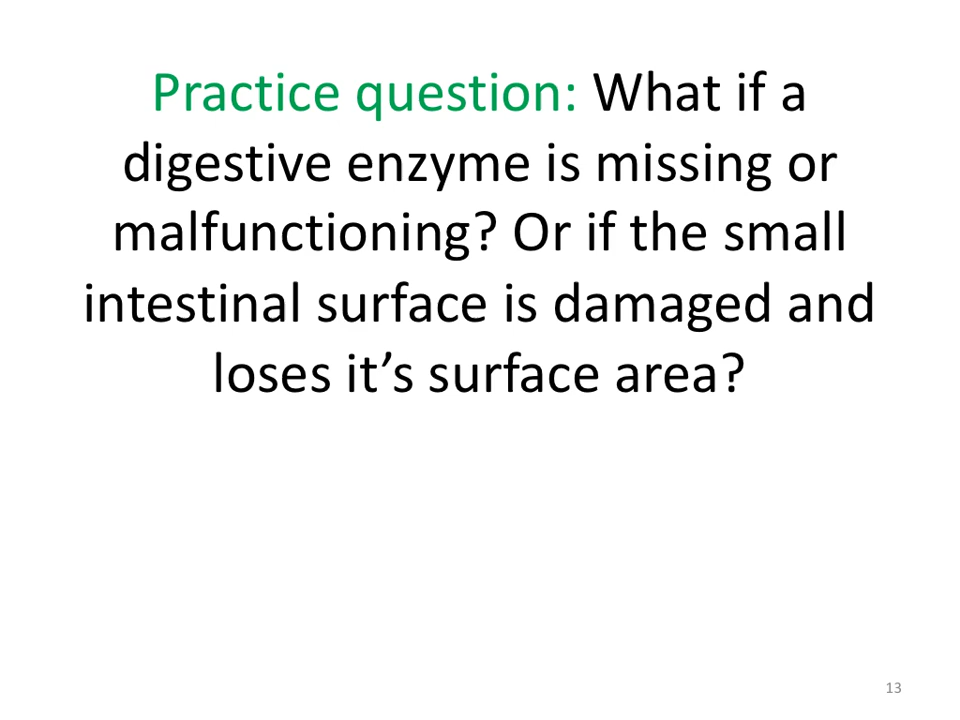 Practice question: What if a
digestive enzyme is missing or
malfunctioning? Or if the small
intestinal surface is damaged and
loses it’s surface area?
13